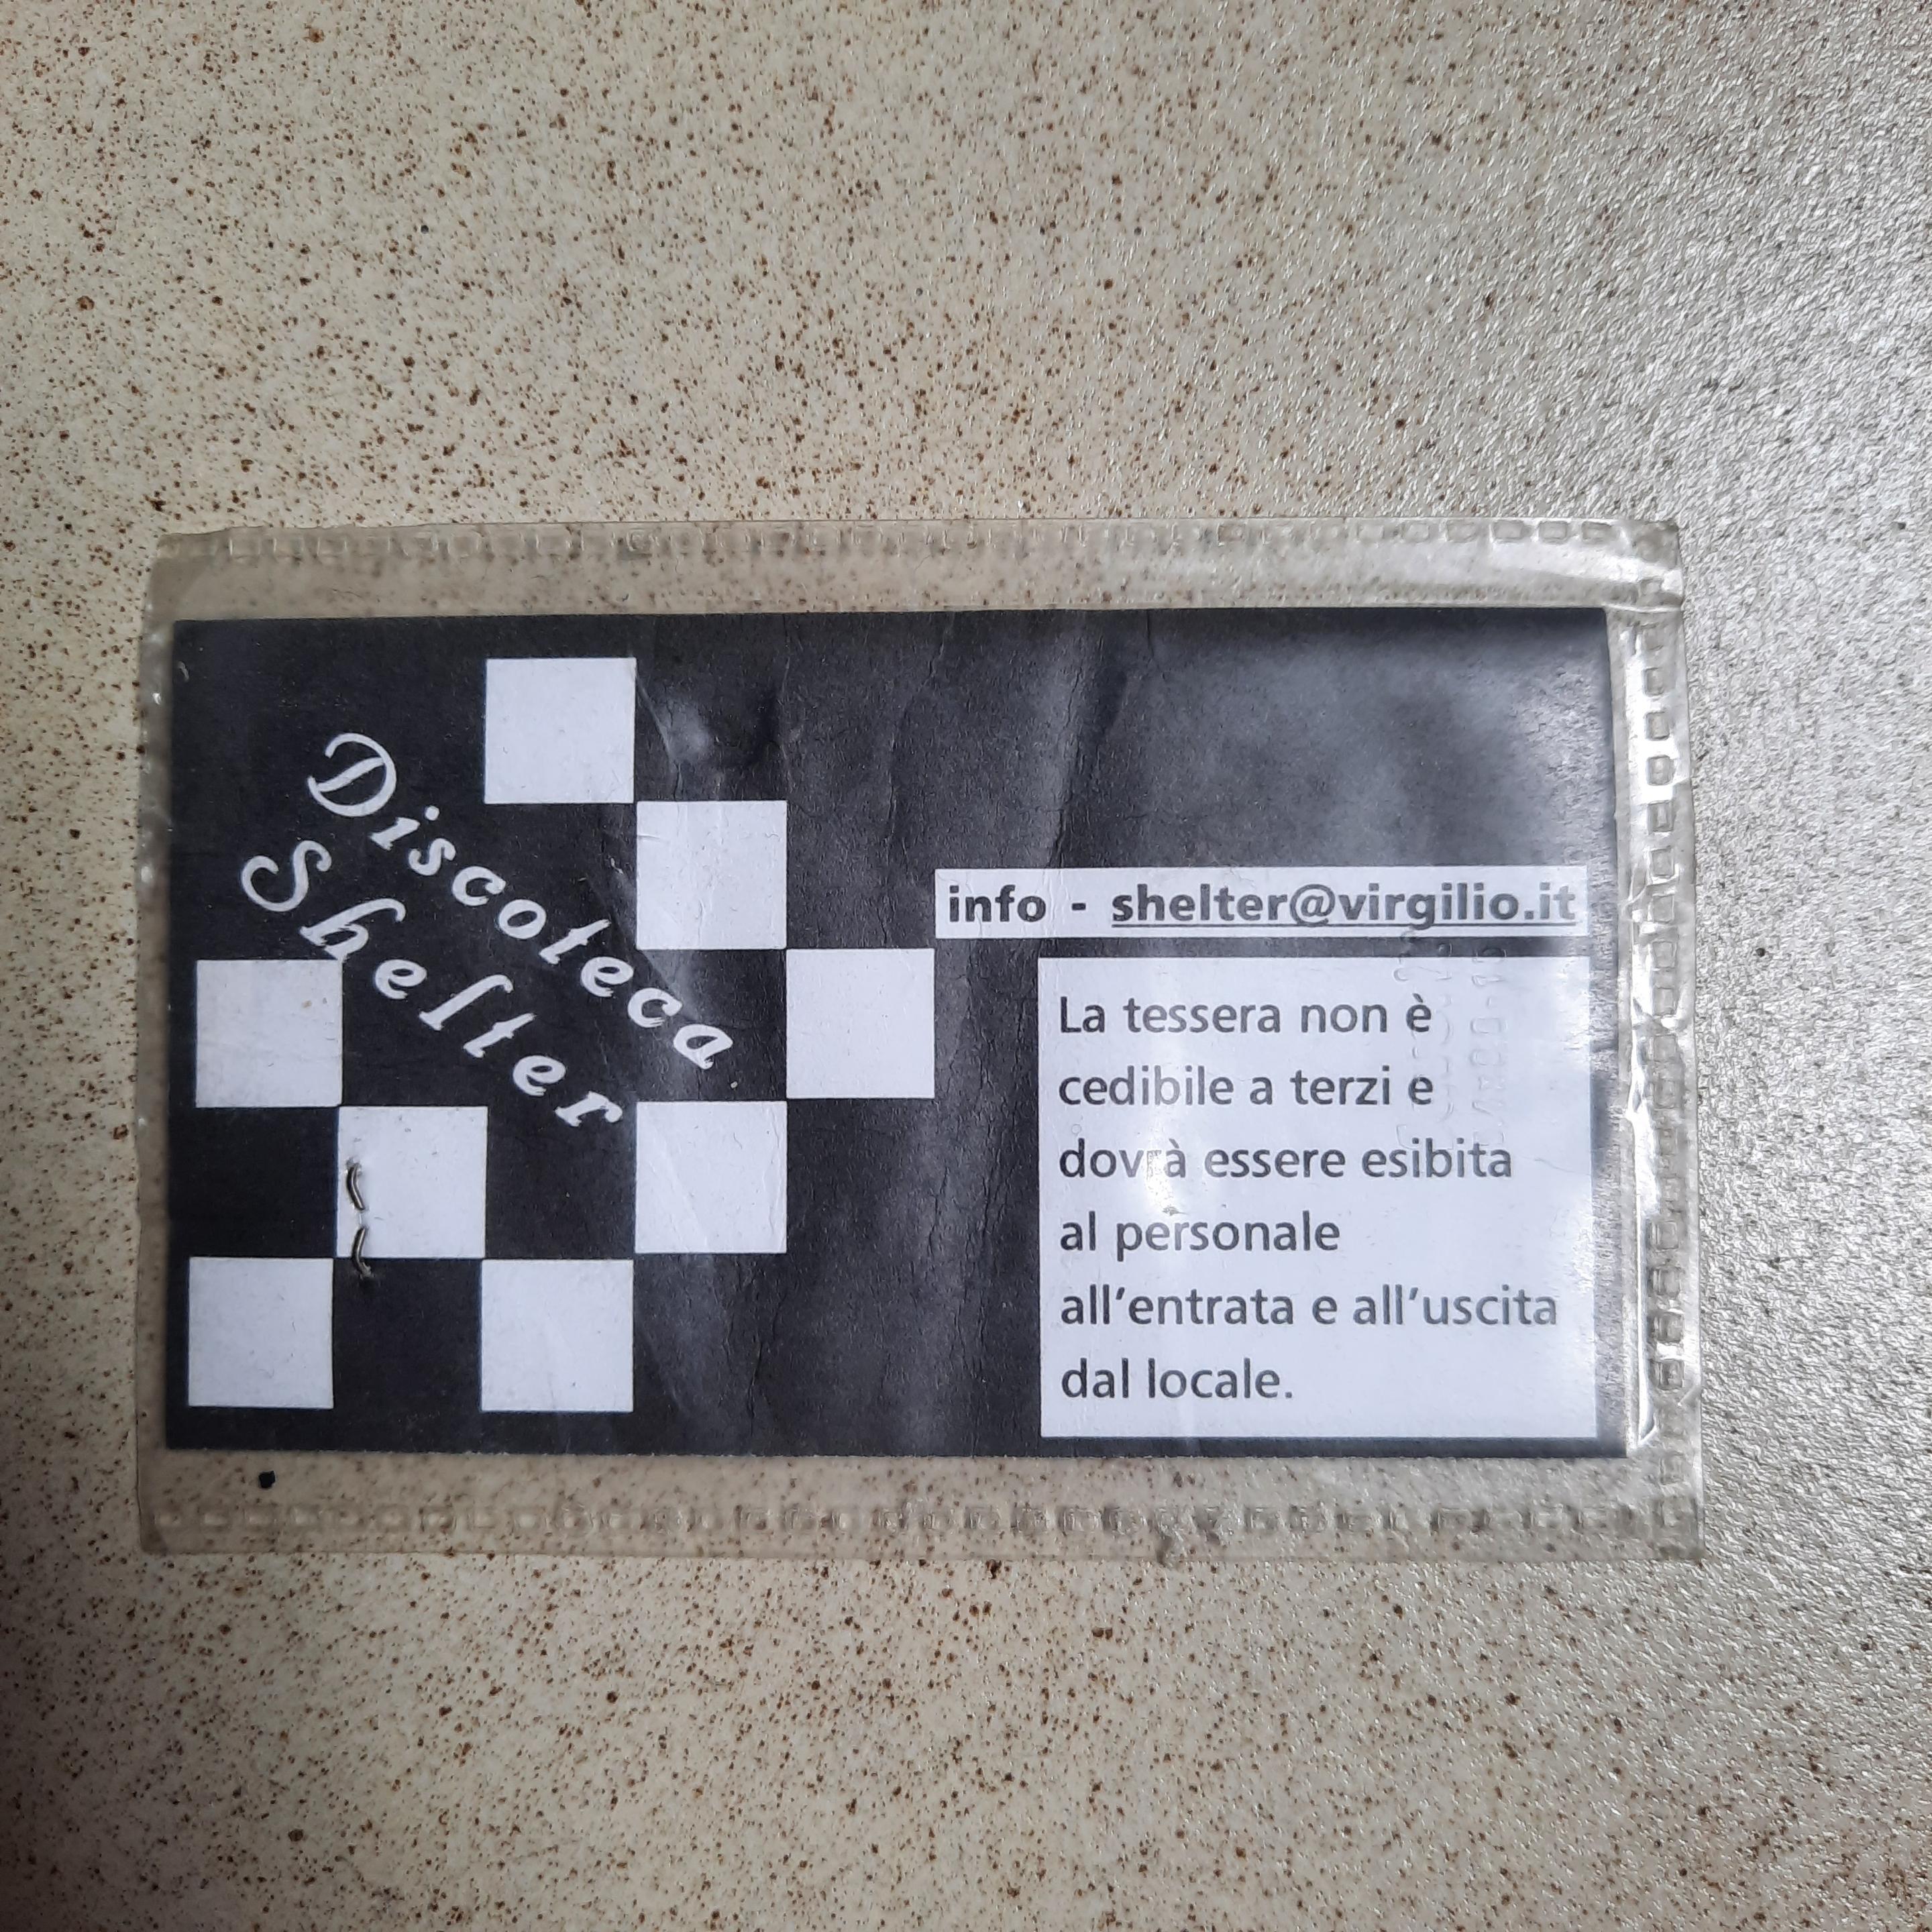 Discoteca
Shelter
info - shelter@virgilio.it
La tessera non è
cedibile a terzi e
dovrà essere esibita
al personale
all'entrata e all'uscita
dal locale.